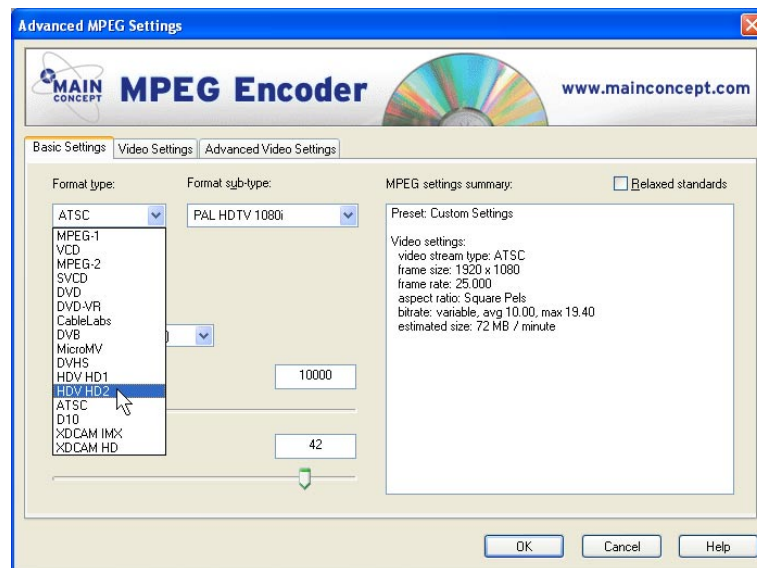 Advanced MPEG Settings
MAIN CONCEPT
MPEG Encoder
www.mainconcept.com
Basic Settings
Video Settings
Advanced Video Settings
Format type:
Format sub-type:
MPEG settings summary:
Relaxed standards
ATSC
PAL HDTV 1080i
MPEG-1
VCD
MPEG-2
SVCD
DVD
DVD-VR
CableLabs
DVB
MicroMV
DVHS
HDV HD1
HDV HD2
ATSC
D10
XDCAM IMX
XDCAM HD
10000
42
Preset: Custom Settings
Video settings:
video stream type: ATSC
frame size: 1920 x 1080
frame rate: 25.000
aspect ratio: Square Pels
bitrate: variable, avg 10.00, max 19.40
estimated size: 72 MB / minute
OK
Cancel
Help